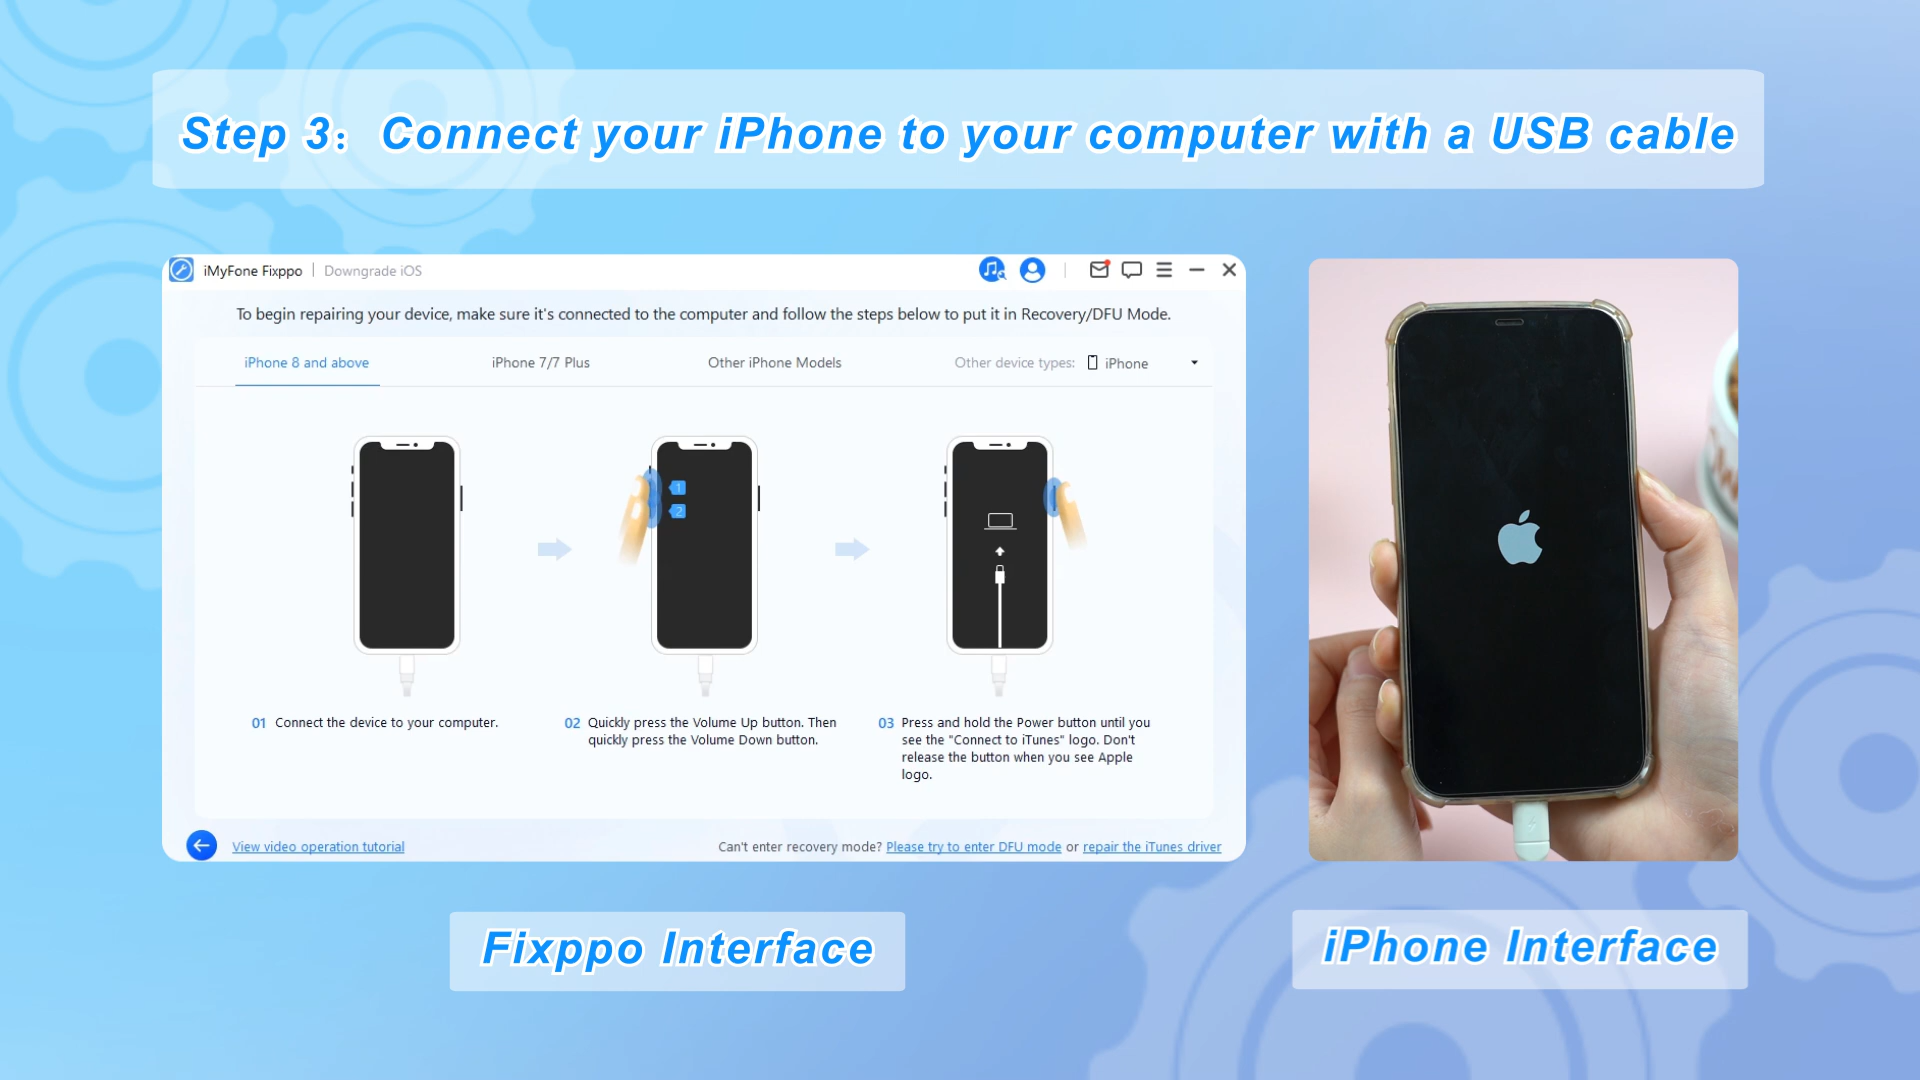 Step 3：Connect your iPhone to your computer with a USB cable
iMyFone Fixppo | Downgrade iOS
To begin repairing your device, make sure it's connected to the computer and follow the steps below to put it in Recovery/DFU Mode.
iPhone 8 and above
iPhone 7/7 Plus
Other iPhone Models
Other device types: iPhone
1
2
01 Connect the device to your computer.
02 Quickly press the Volume Up button. Then
quickly press the Volume Down button.
03 Press and hold the Power button until you
see the "Connect to iTunes" logo. Don't
release the button when you see Apple
logo.
View video operation tutorial
Can't enter recovery mode? Please try to enter DFU mode or repair the iTunes driver
Fixppo Interface
iPhone Interface